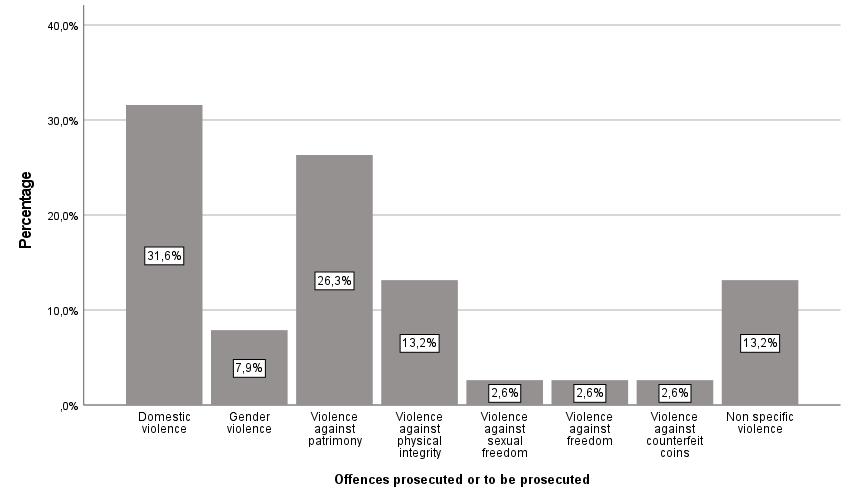 40,0%
30,0%
20,0%
10,0%
,0%
Percentage
31,6%
7,9%
26,3%
13,2%
2,6%
2,6%
2,6%
13,2%
Domestic
violence
Gender
violence
Violence
against
patrimony
Violence
against
physical
integrity
Violence
against
sexual
freedom
Violence
against
freedom
Violence
against
counterfeit
coins
Non specific
violence
Offences prosecuted or to be prosecuted